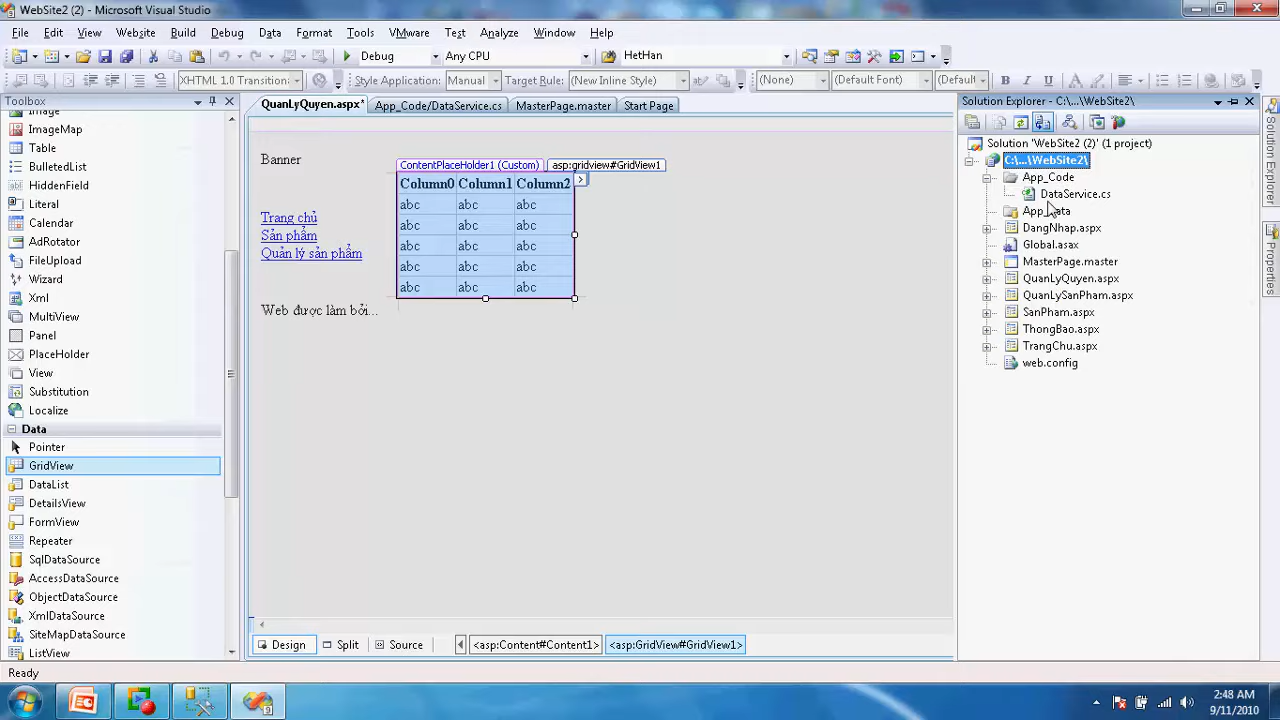 WebSite2 (2) - Microsoft Visual Studio
File Edit View Website Build Debug Data Format Tools VMware Test Analyze Window Help
Debug Any CPU HetHan
XHTML 1.0 Transition Style Application: Manual Target Rule: (New Inline Style) (None) (Default Font) (Default B I U A
Toolbox
Image
ImageMap
Table
BulletedList
HiddenField
Literal
Calendar
AdRotator
FileUpload
Wizard
Xml
MultiView
Panel
PlaceHolder
View
Substitution
Localize
Data
Pointer
GridView
DataList
DetailsView
FormView
Repeater
SqlDataSource
AccessDataSource
ObjectDataSource
XmlDataSource
SiteMapDataSource
ListView
QuanLyQuyen.aspx* App_Code/DataService.cs MasterPage.master Start Page
Banner
ContentPlaceHolder1 (Custom) asp:gridview#GridView1
Column0 Column1 Column2
abc abc abc
abc abc abc
abc abc abc
abc abc abc
abc abc abc
Trang chủ
Sản phẩm
Quản lý sản phẩm
Web được làm bởi...
Design Split Source <asp:Content#Content1> <asp:GridView#GridView1>
Solution Explorer - C:\...\WebSite2\
Solution 'WebSite2 (2)' (1 project)
C:\...\WebSite2\
App_Code
DataService.cs
App_Data
DangNhap.aspx
Global.asax
MasterPage.master
QuanLyQuyen.aspx
QuanLySanPham.aspx
SanPham.aspx
ThongBao.aspx
TrangChu.aspx
web.config
Solution Explorer
Properties
Ready
2:48 AM
9/11/2010